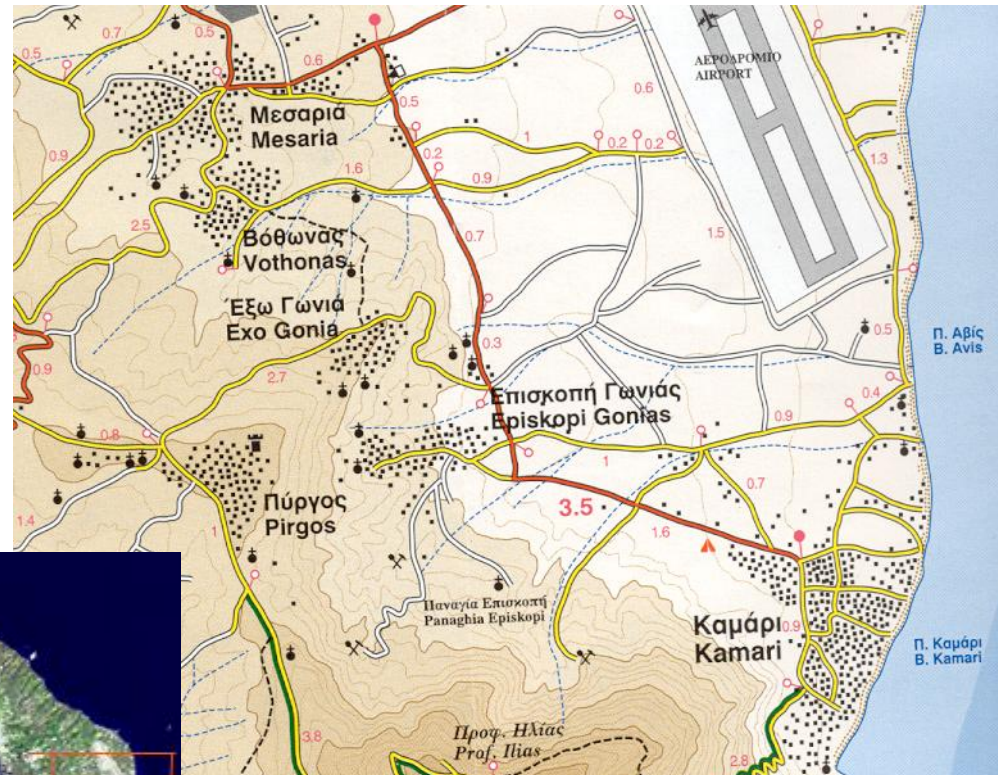 0.5
0.7
0.5
0.6
ΑΕΡΟΔΡΟΜΙΟ
AIRPORT
0.6
0.5
Μεσαριά
Mesaria
0.9
1
0.2
0.2
0.2
1.3
1.6
0.9
2.5
0.7
1.5
Βόθωνας
Vothonas
Εξω Γωνιά
Exo Gonia
0.3
0.5
Π. Αβίς
B. Avis
0.9
2.7
Επισκοπή Γωνιάς
Episkopi Gonias
0.4
0.9
0.8
1
0.7
Πύργος
Pirgos
3.5
1.6
1.4
1
Παναγία Επισκοπή
Panaghia Episkopi
Καμάρι
Kamari
0.9
Π. Καμάρι
B. Kamari
3.8
Προφ. Ηλίας
Prof. Ilias
2.8